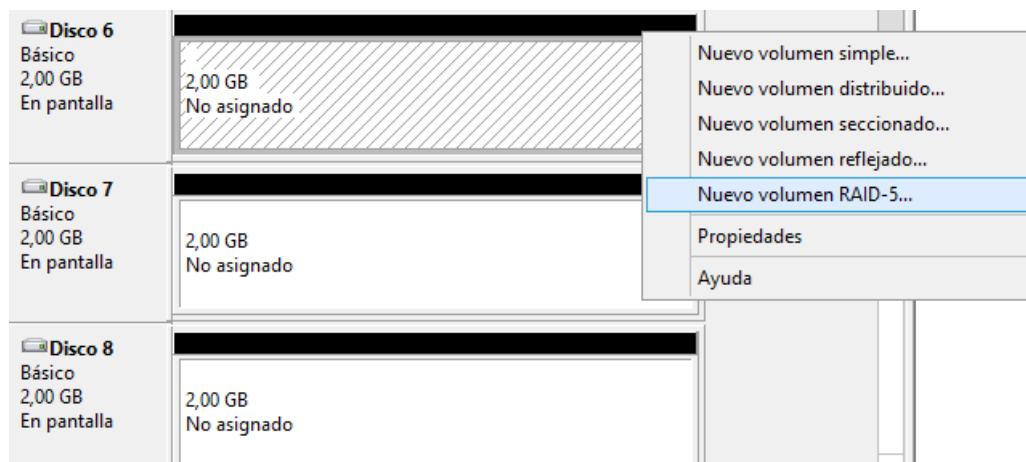 Disco 6
Básico
2,00 GB
En pantalla
2,00 GB
No asignado
Nuevo volumen simple...
Nuevo volumen distribuido...
Nuevo volumen seccionado...
Nuevo volumen reflejado...
Nuevo volumen RAID-5...
Propiedades
Ayuda
Disco 7
Básico
2,00 GB
En pantalla
2,00 GB
No asignado
Disco 8
Básico
2,00 GB
En pantalla
2,00 GB
No asignado